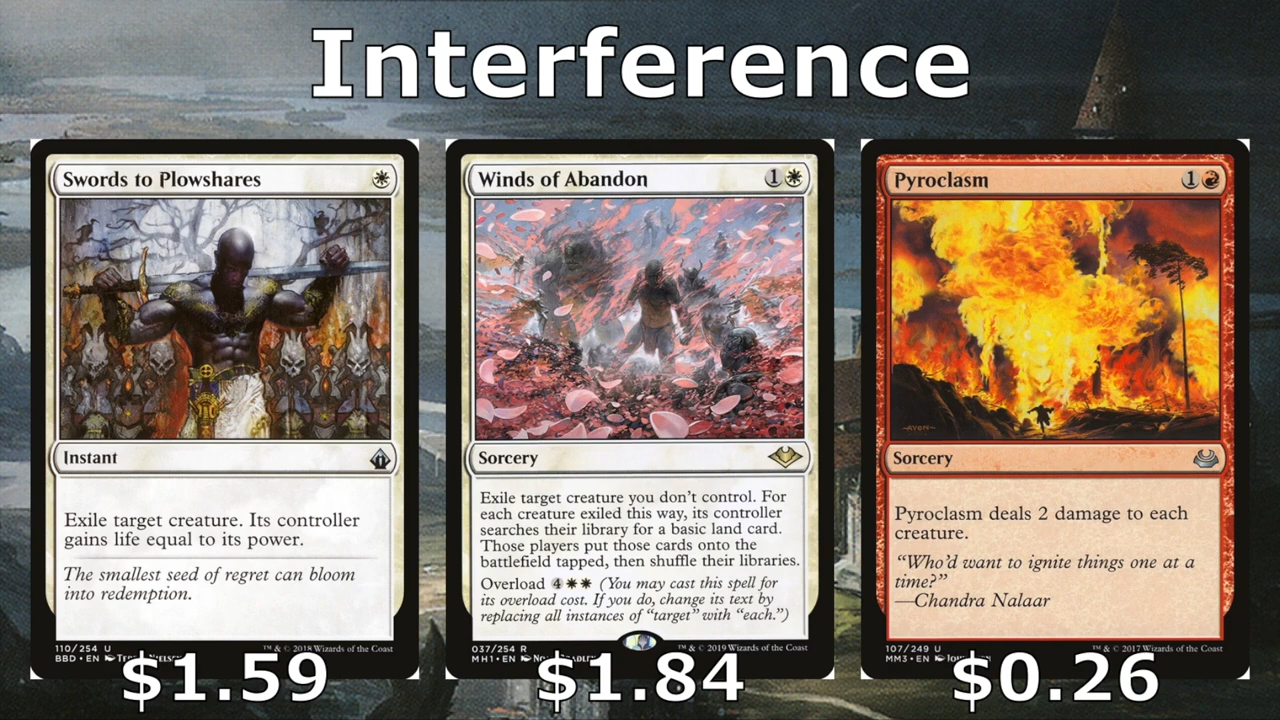 Interference
Swords to Plowshares
Instant
Exile target creature. Its controller
gains life equal to its power.
The smallest seed of regret can bloom
into redemption.
110/254 U
BBD • EN
™ & © 2018 Wizards of the Coast
$1.59
Winds of Abandon
1
Sorcery
Exile target creature you don't control. For
each creature exiled this way, its controller
searches their library for a basic land card.
Those players put those cards onto the
battlefield tapped, then shuffle their libraries.
Overload 4 (You may cast this spell for
its overload cost. If you do, change its text by
replacing all instances of “target” with “each.”)
037/254 R
MH1 • EN
™ & © 2019 Wizards of the Coast
$1.84
Pyroclasm
1
Sorcery
Pyroclasm deals 2 damage to each
creature.
“Who'd want to ignite things one at a
time?”
—Chandra Nalaar
107/249 U
MM3 • EN
™ & © 2017 Wizards of the Coast
$0.26